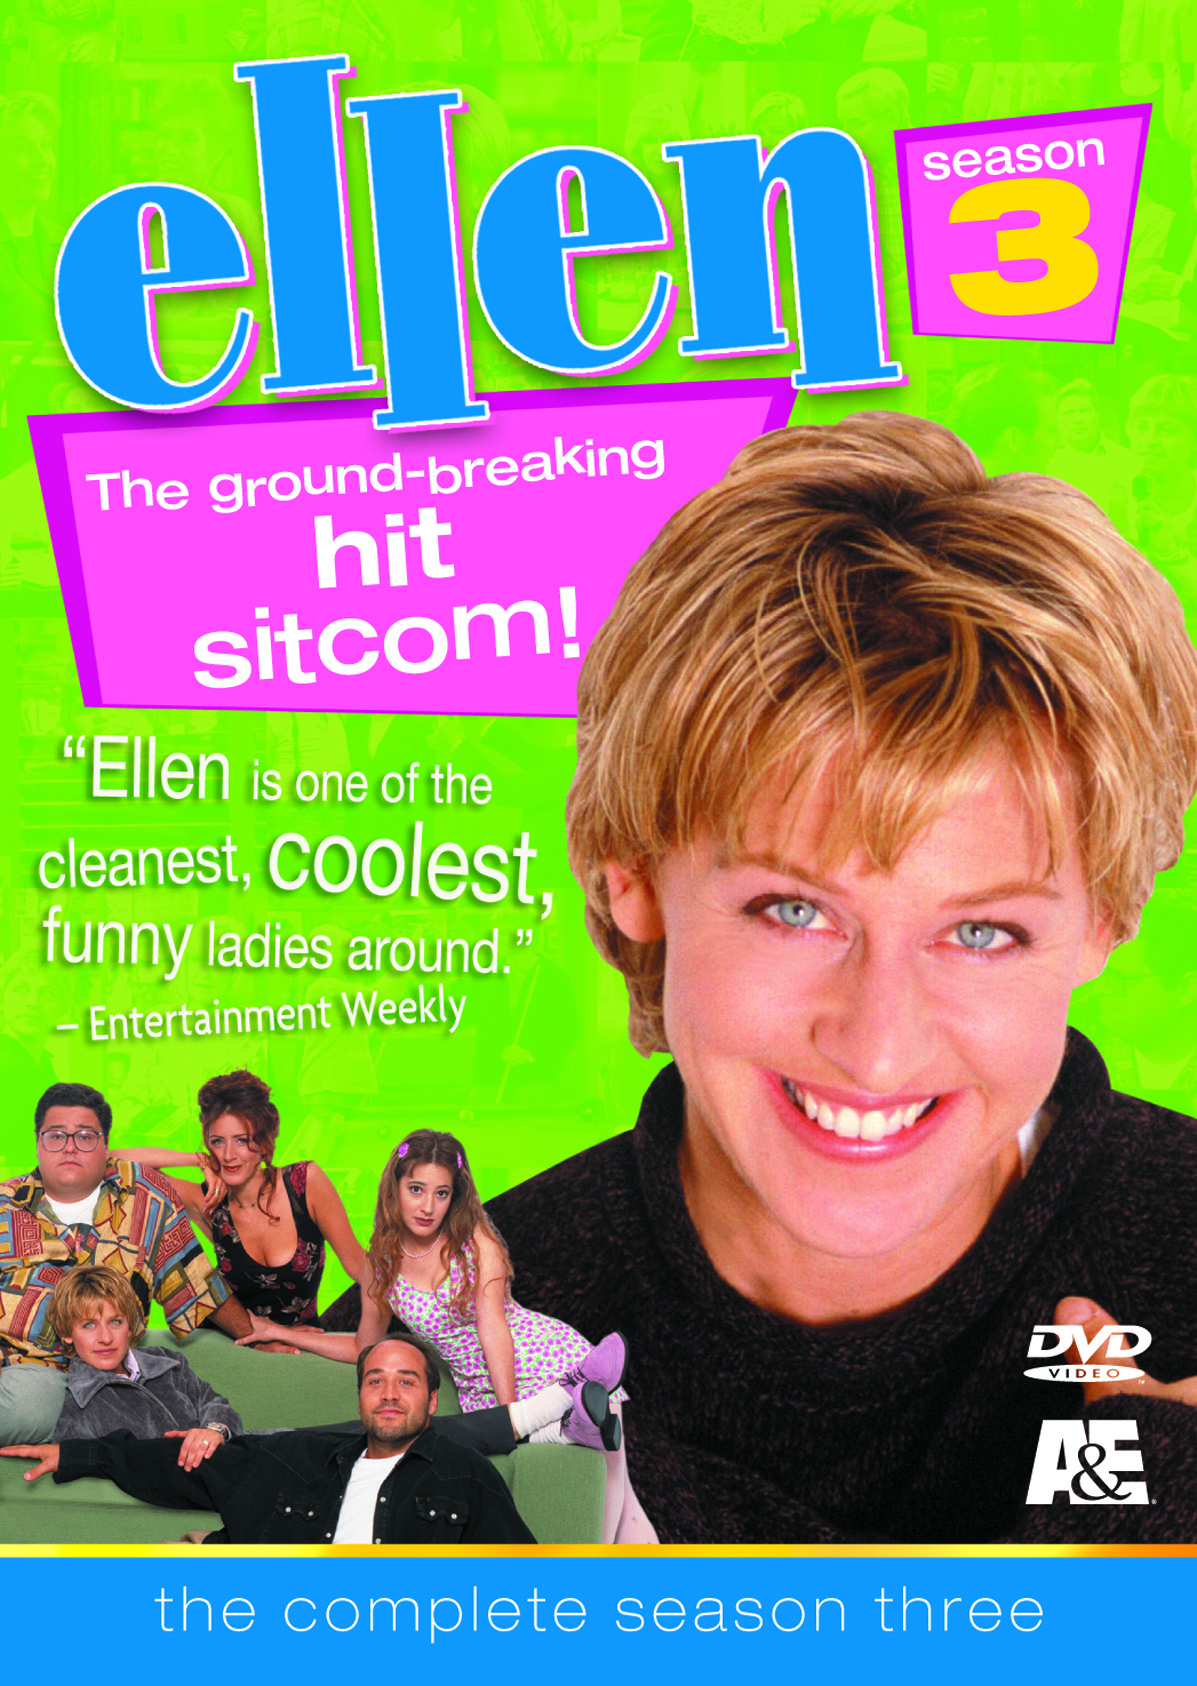 ellen
season
3
The ground-breaking
hit
sitcom!
“Ellen is one of the
cleanest, coolest,
funny ladies around.”
– Entertainment Weekly
DVD
VIDEO™
A&E®
the complete season three